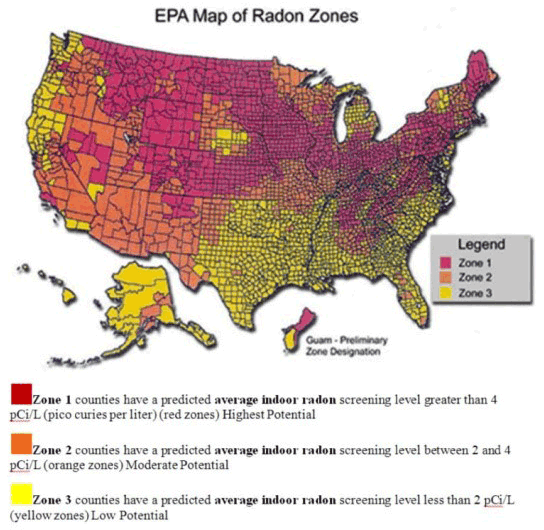 EPA Map of Radon Zones
Legend
Zone 1
Zone 2
Zone 3
Guam - Preliminary
Zone Designation
Zone 1 counties have a predicted average indoor radon screening level greater than 4
pCi/L (pico curies per liter) (red zones) Highest Potential
Zone 2 counties have a predicted average indoor radon screening level between 2 and 4
pCi/L (orange zones) Moderate Potential
Zone 3 counties have a predicted average indoor radon screening level less than 2 pCi/L
(yellow zones) Low Potential